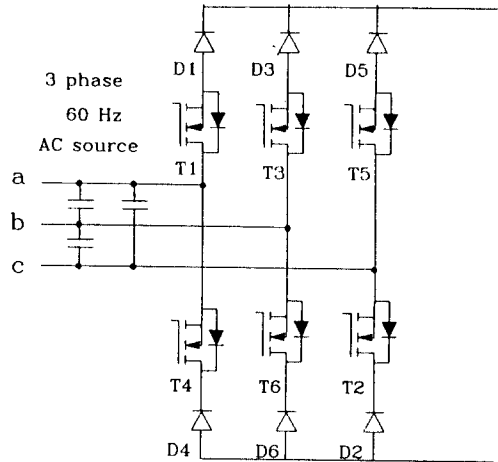 D1 D3 D5
3 phase
60 Hz
AC source
T1 T3 T5
a
b
c
T4 T6 T2
D4 D6 D2